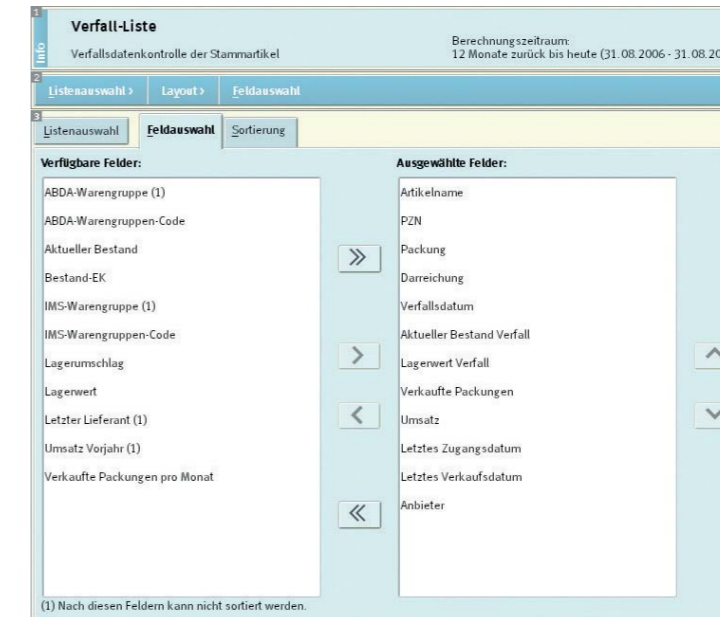 1
Info
Verfall-Liste
Verfallsdatenkontrolle der Stammartikel
Berechnungszeitraum:
12 Monate zurück bis heute (31.08.2006 - 31.08.20
2
Listenauswahl > Layout > Feldauswahl
3
Listenauswahl Feldauswahl Sortierung
Verfügbare Felder:
ABDA-Warengruppe (1)
ABDA-Warengruppen-Code
Aktueller Bestand
Bestand-EK
IMS-Warengruppe (1)
IMS-Warengruppen-Code
Lagerumschlag
Lagerwert
Letzter Lieferant (1)
Umsatz Vorjahr (1)
Verkaufte Packungen pro Monat
(1) Nach diesen Feldern kann nicht sortiert werden.
Ausgewählte Felder:
Artikelname
PZN
Packung
Darreichung
Verfallsdatum
Aktueller Bestand Verfall
Lagerwert Verfall
Verkaufte Packungen
Umsatz
Letztes Zugangsdatum
Letztes Verkaufsdatum
Anbieter